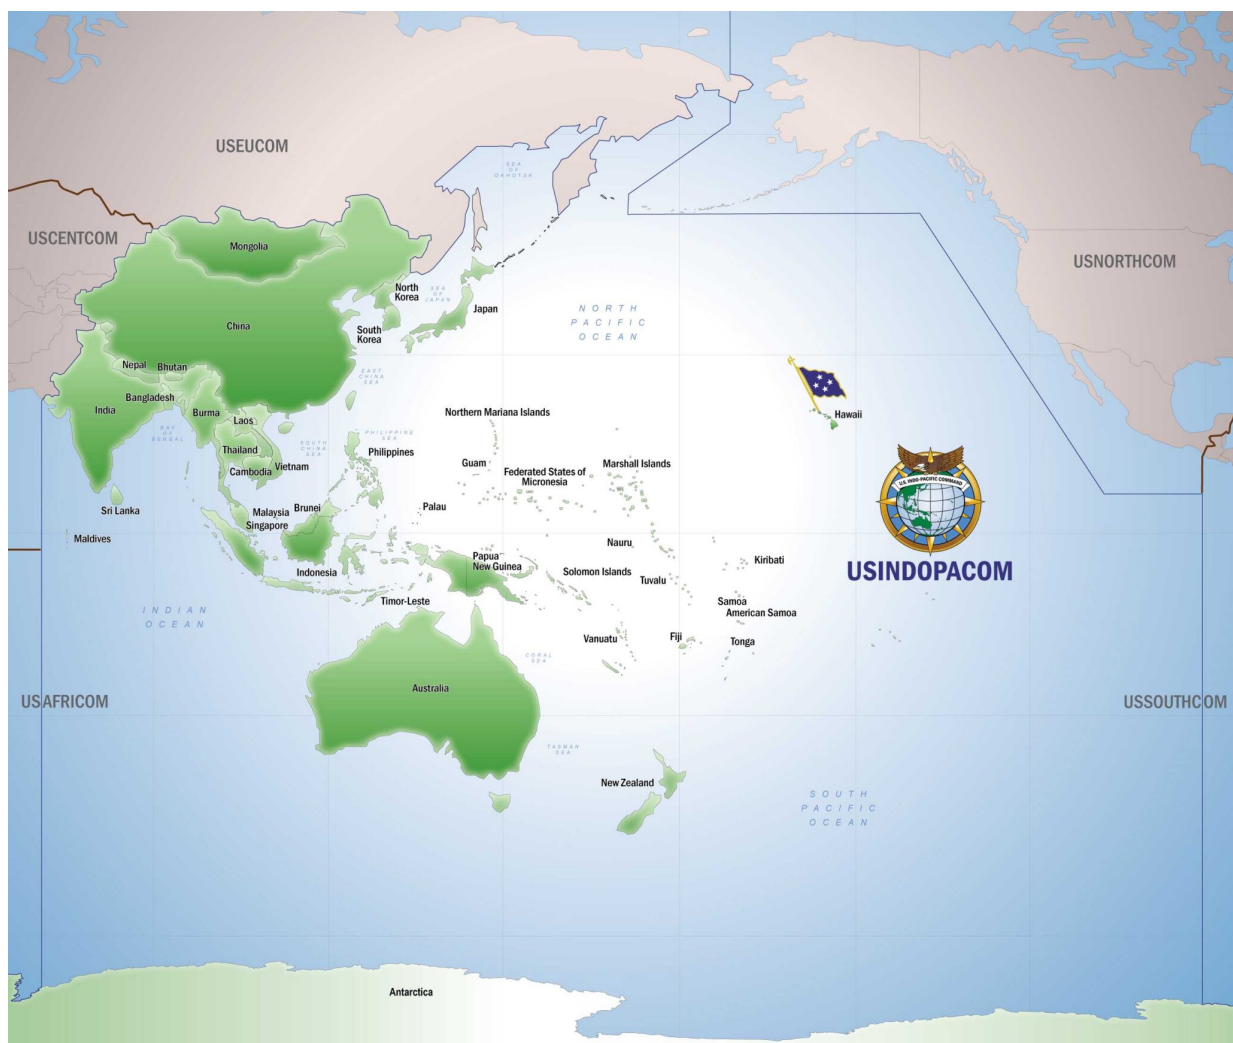 USEUCOM
SEA
OF
OKHOTSK
USCENTCOM
Mongolia
USNORTHCOM
North
Korea
SEA
OF
JAPAN
Japan
NORTH
PACIFIC
OCEAN
China
South
Korea
Nepal
Bhutan
EAST
CHINA
SEA
Bangladesh
India
Burma
Northern Mariana Islands
Hawaii
Laos
BAY
OF
BENGAL
PHILIPPINE
SEA
SOUTH
CHINA
SEA
Thailand
Philippines
Cambodia
Vietnam
Guam
Federated States of
Micronesia
Marshall Islands
U.S. INDO-PACIFIC COMMAND
Sri Lanka
Malaysia
Brunei
Palau
Singapore
Maldives
Nauru
Papua
New Guinea
Kiribati
Indonesia
Solomon Islands
Tuvalu
USINDOPACOM
Timor-Leste
Samoa
American Samoa
INDIAN
OCEAN
Vanuatu
Fiji
Tonga
CORAL
SEA
USAFRICOM
Australia
USSOUTHCOM
TASMAN
SEA
New Zealand
SOUTH
PACIFIC
OCEAN
Antarctica